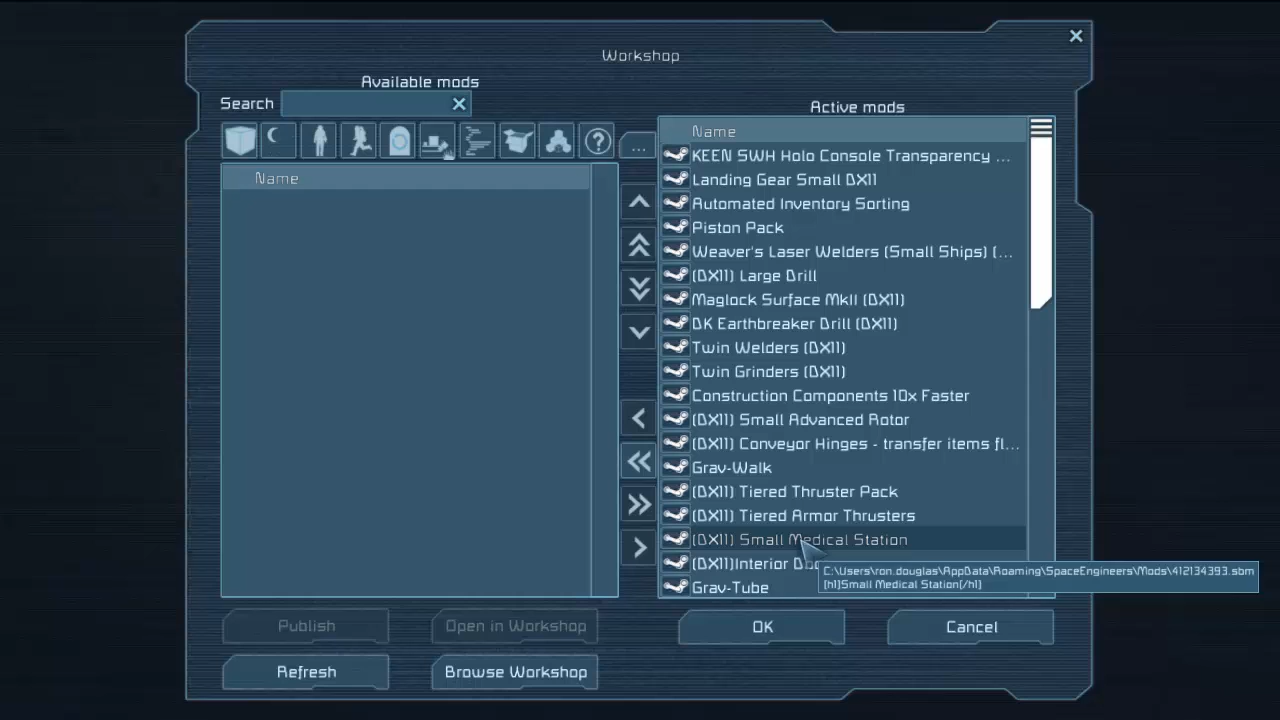 Workshop
Available mods
Search
Active mods
...
Name
Name
KEEN SWH Holo Console Transparency ...
Landing Gear Small DX11
Automated Inventory Sorting
Piston Pack
Weaver's Laser Welders (Small Ships) (...
(DX11) Large Drill
Maglock Surface MkII (DX11)
DK Earthbreaker Drill (DX11)
Twin Welders (DX11)
Twin Grinders (DX11)
Construction Components 10x Faster
(DX11) Small Advanced Rotor
(DX11) Conveyor Hinges - transfer items fl...
Grav-Walk
(DX11) Tiered Thruster Pack
(DX11) Tiered Armor Thrusters
(DX11) Small Medical Station
(DX11)Interior
C:\Users\ron.douglas\AppData\Roaming\SpaceEngineers\Mods\412134393.sbm
[h1]Small Medical Station[/h1]
Grav-Tube
Publish
Open in Workshop
OK
Cancel
Refresh
Browse Workshop